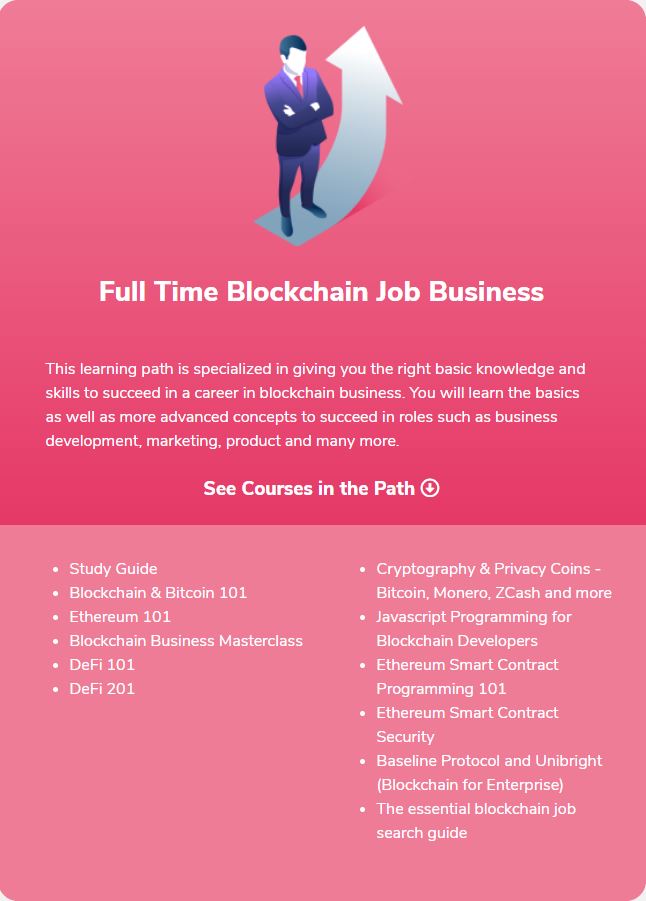 Full Time Blockchain Job Business
This learning path is specialized in giving you the right basic knowledge and
skills to succeed in a career in blockchain business. You will learn the basics
as well as more advanced concepts to succeed in roles such as business
development, marketing, product and many more.
See Courses in the Path
• Study Guide
• Blockchain & Bitcoin 101
• Ethereum 101
• Blockchain Business Masterclass
• DeFi 101
• DeFi 201
• Cryptography & Privacy Coins -
Bitcoin, Monero, ZCash and more
• Javascript Programming for
Blockchain Developers
• Ethereum Smart Contract
Programming 101
• Ethereum Smart Contract
Security
• Baseline Protocol and Unibright
(Blockchain for Enterprise)
• The essential blockchain job
search guide